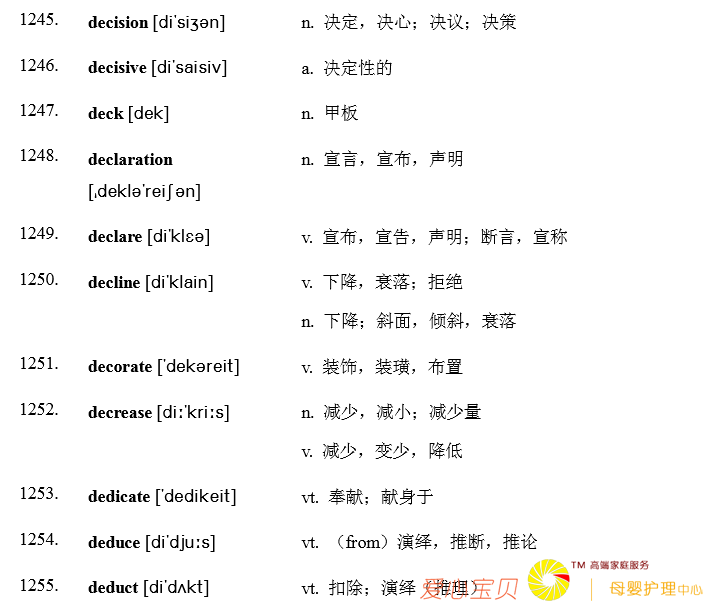 1245. decision [di'siʒən] n. 决定，决心；决议；决策
1246. decisive [di'saisiv] a. 决定性的
1247. deck [dek] n. 甲板
1248. declaration n. 宣言，宣布，声明
[ˌdeklə'reiʃən]
1249. declare [di'klɛə] v. 宣布，宣告，声明；断言，宣称
1250. decline [di'klain] v. 下降，衰落；拒绝
n. 下降；斜面，倾斜，衰落
1251. decorate ['dekəreit] v. 装饰，装璜，布置
1252. decrease [di:'kri:s] n. 减少，减小；减少量
v. 减少，变少，降低
1253. dedicate ['dedikeit] vt. 奉献；献身于
1254. deduce [di'dju:s] vt. （from）演绎，推断，推论
1255. deduct [di'dʌkt] vt. 扣除；演绎（推理）
爱心宝贝 TM 高端家庭服务 母婴护理中心